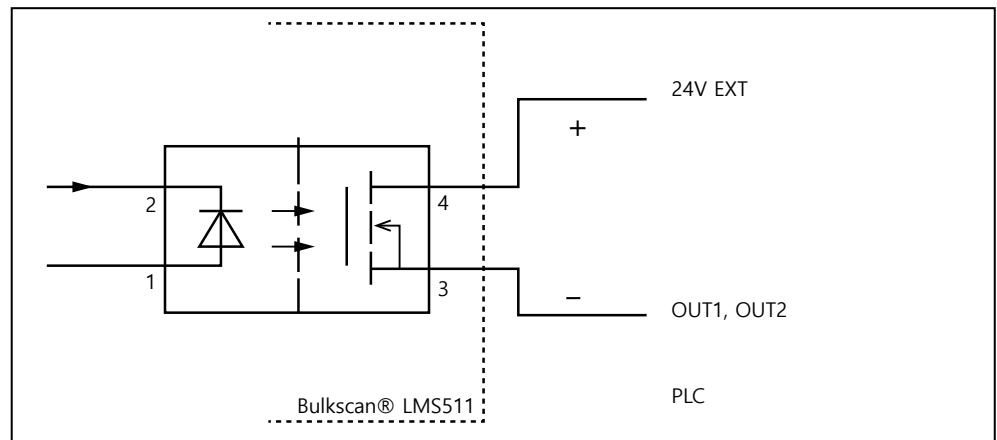 24V EXT
+
2
4
1
3
–
OUT1, OUT2
PLC
Bulkscan® LMS511